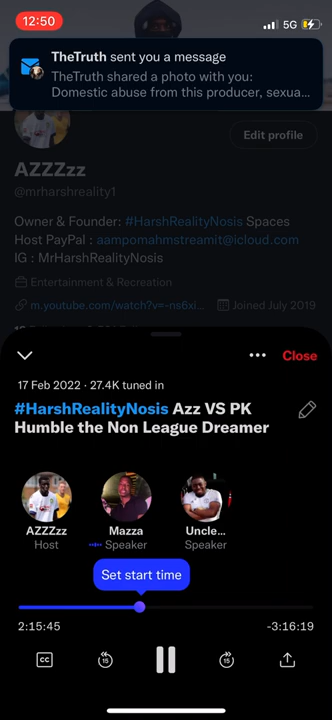 12:50
5G
TheTruth sent you a message
TheTruth shared a photo with you:
Domestic abuse from this producer, sexua...
Edit profile
AZZZzz
@mrharshreality1
Owner & Founder: #HarshRealityNosis Spaces
Host PayPal : aampomahmstreamit@icloud.com
IG : MrHarshReality
Entertainment & Recreation
m.youtube.com/watch?v=-ns6xi...
Joined July 2019
Close
17 Feb 2022 · 27.4K tuned in
#HarshRealityNosis Azz VS PK
Humble the Non League Dreamer
AZZZzz
Host
Mazza
Speaker
Uncle...
Speaker
Set start time
2:15:45
-3:16:19
CC
15
15